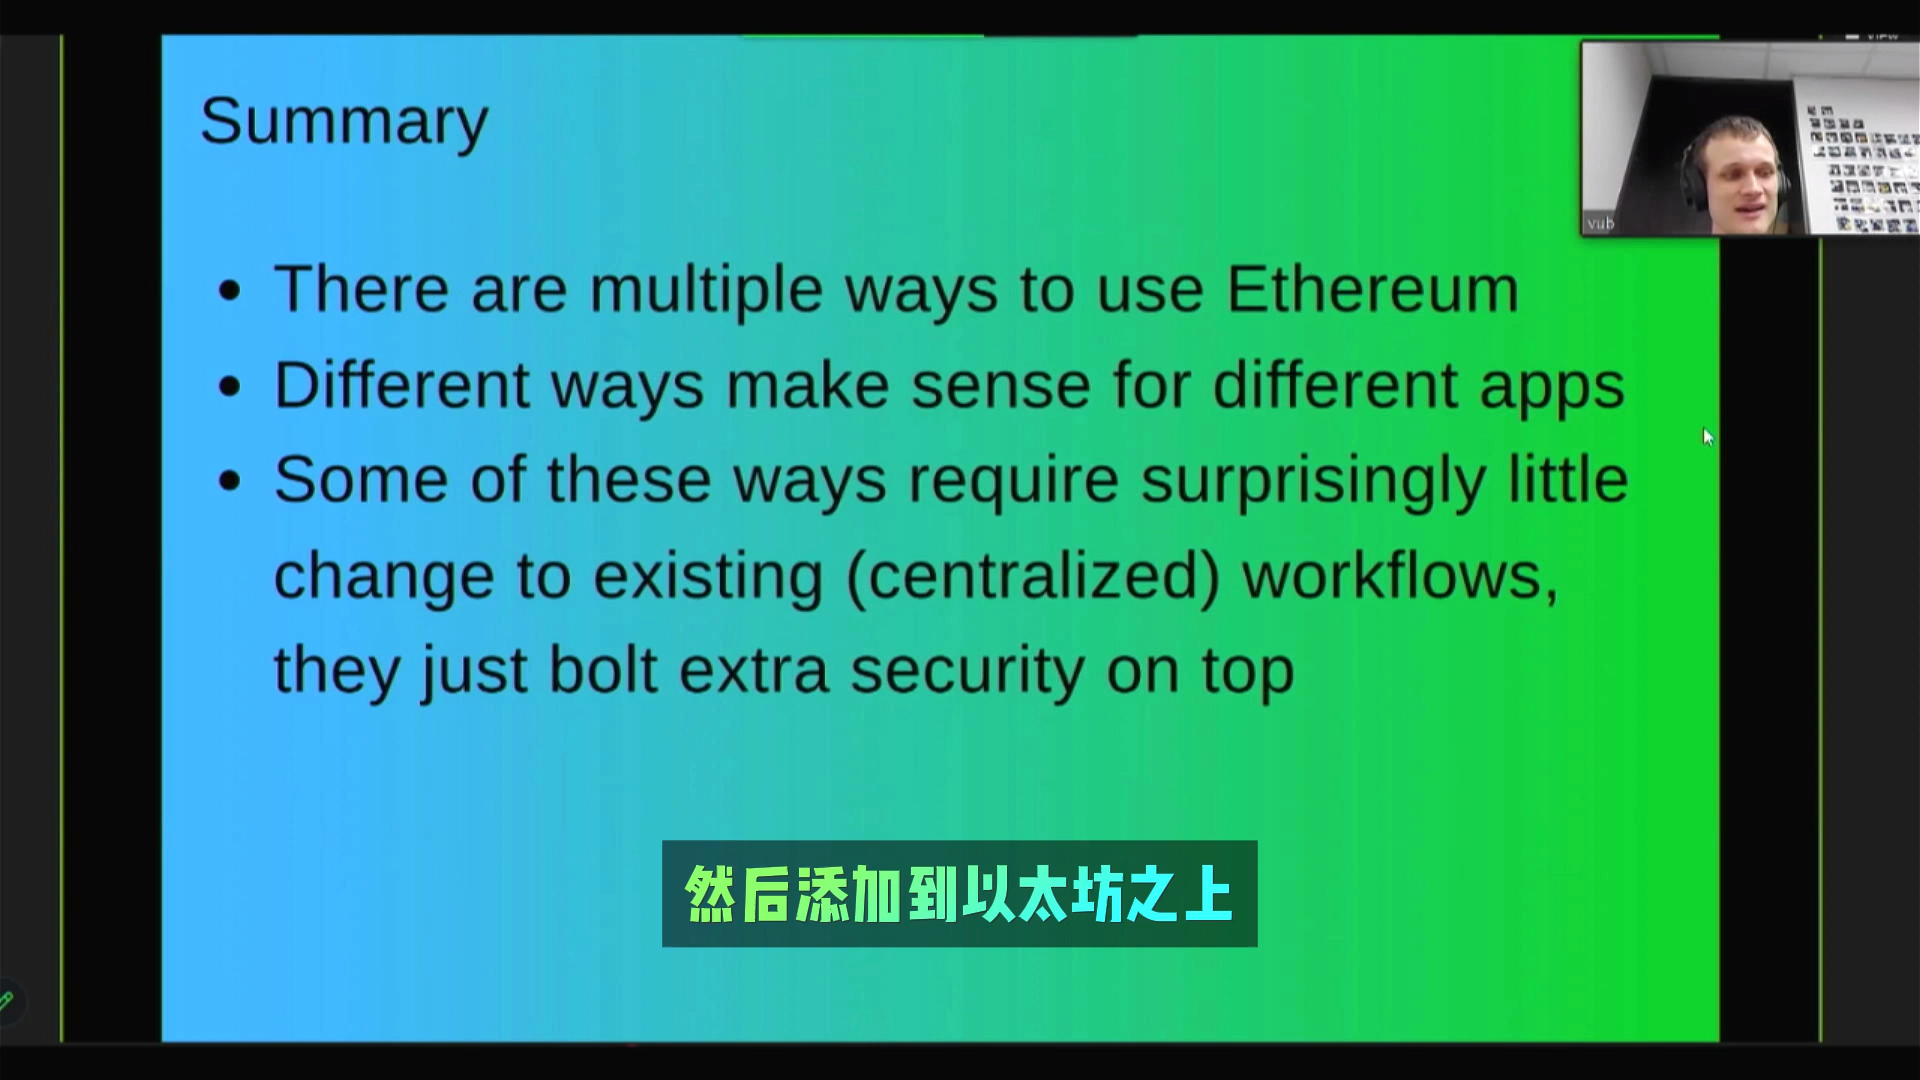 Summary
• There are multiple ways to use Ethereum
• Different ways make sense for different apps
• Some of these ways require surprisingly little
change to existing (centralized) workflows,
they just bolt extra security on top
vub
然后添加到以太坊之上